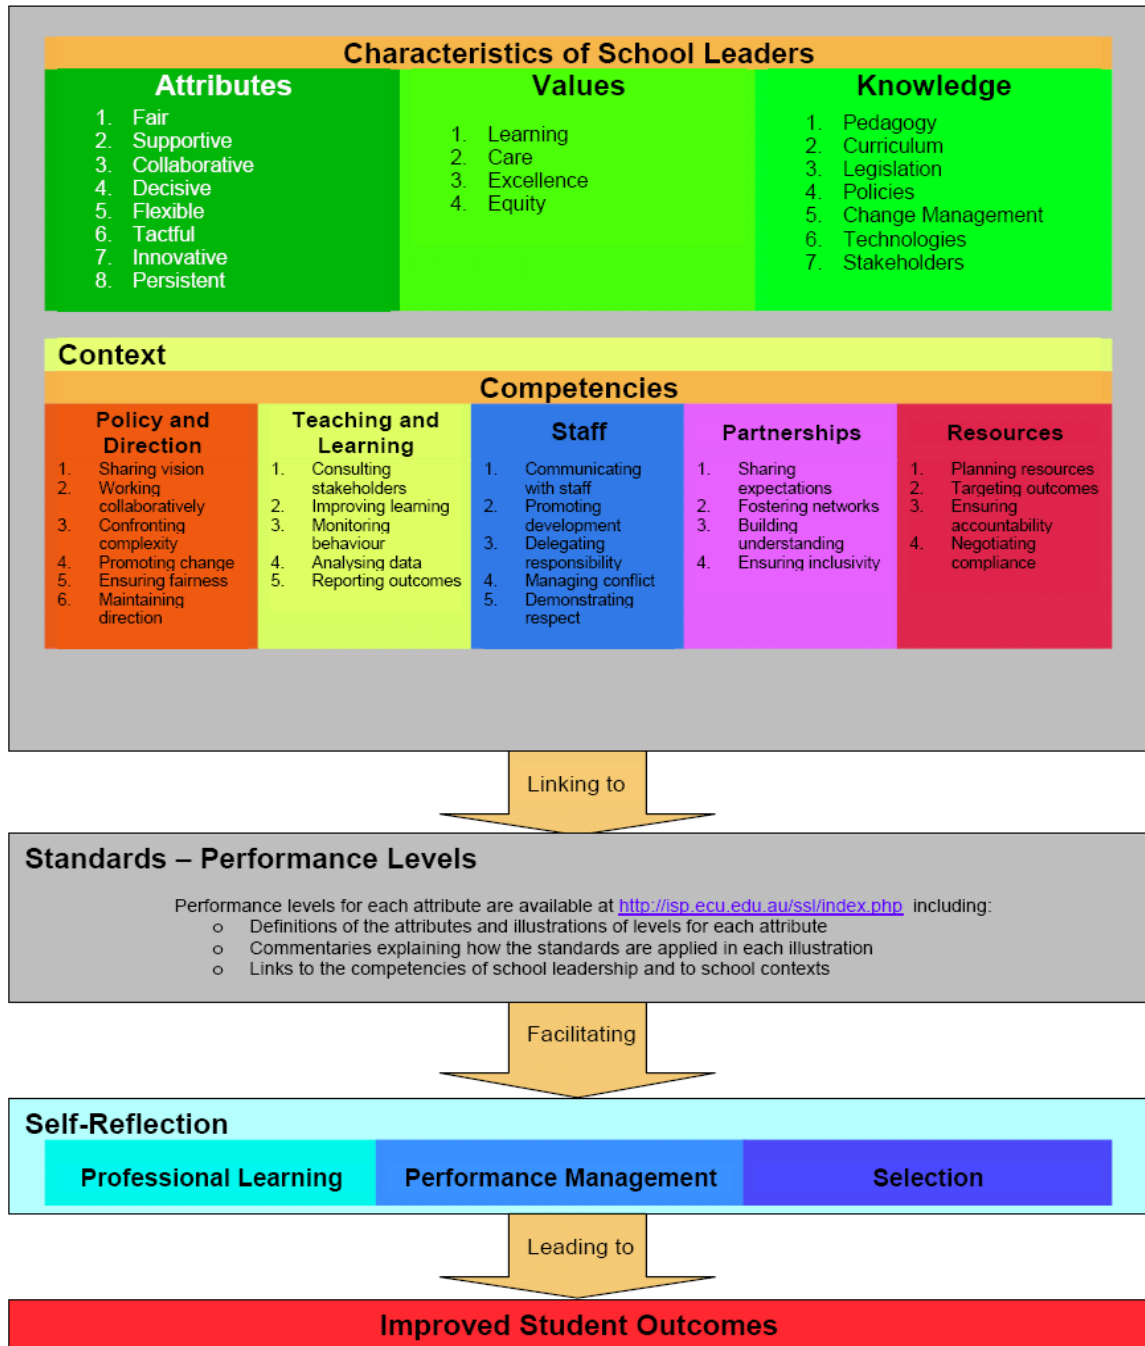 Characteristics of School Leaders
Attributes
1. Fair
2. Supportive
3. Collaborative
4. Decisive
5. Flexible
6. Tactful
7. Innovative
8. Persistent
Values
1. Learning
2. Care
3. Excellence
4. Equity
Knowledge
1. Pedagogy
2. Curriculum
3. Legislation
4. Policies
5. Change Management
6. Technologies
7. Stakeholders
Context
Competencies
Policy and
Direction
1. Sharing vision
2. Working
collaboratively
3. Confronting
complexity
4. Promoting change
5. Ensuring fairness
6. Maintaining
direction
Teaching and
Learning
1. Consulting
stakeholders
2. Improving learning
3. Monitoring
behaviour
4. Analysing data
5. Reporting outcomes
Staff
1. Communicating
with staff
2. Promoting
development
3. Delegating
responsibility
4. Managing conflict
5. Demonstrating
respect
Partnerships
1. Sharing
expectations
2. Fostering networks
3. Building
understanding
4. Ensuring inclusivity
Resources
1. Planning resources
2. Targeting outcomes
3. Ensuring
accountability
4. Negotiating
compliance
Linking to
Standards – Performance Levels
Performance levels for each attribute are available at http://isp.ecu.edu.au/ssl/index.php including:
o Definitions of the attributes and illustrations of levels for each attribute
o Commentaries explaining how the standards are applied in each illustration
o Links to the competencies of school leadership and to school contexts
Facilitating
Self-Reflection
Professional Learning
Performance Management
Selection
Leading to
Improved Student Outcomes